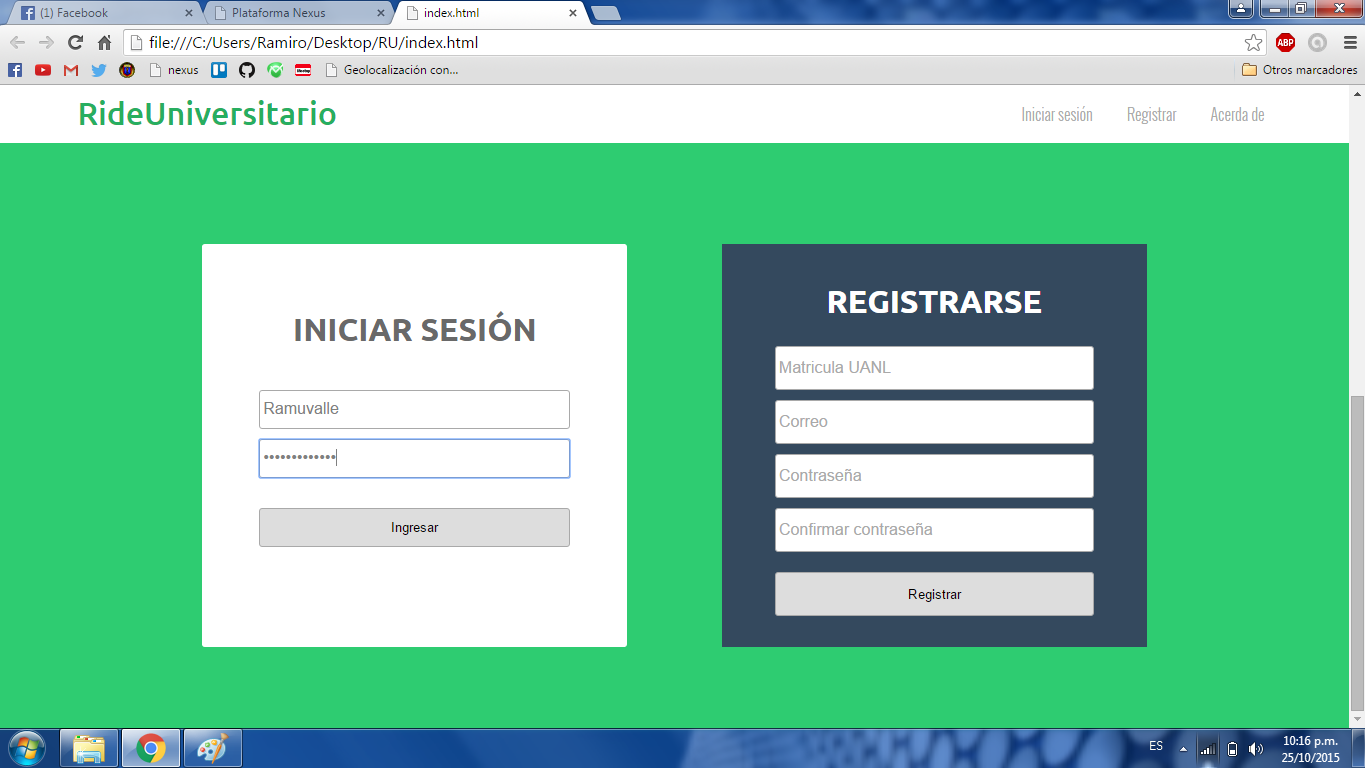 (1) Facebook
Plataforma Nexus
index.html
file:///C:/Users/Ramiro/Desktop/RU/index.html
ABP
nexus
Meetup
Geolocalización con...
Otros marcadores
RideUniversitario
Iniciar sesión
Registrar
Acerda de
INICIAR SESIÓN
Ramuvalle
•••••••••••••
Ingresar
REGISTRARSE
Matricula UANL
Correo
Contraseña
Confirmar contraseña
Registrar
ES
10:16 p.m.
25/10/2015